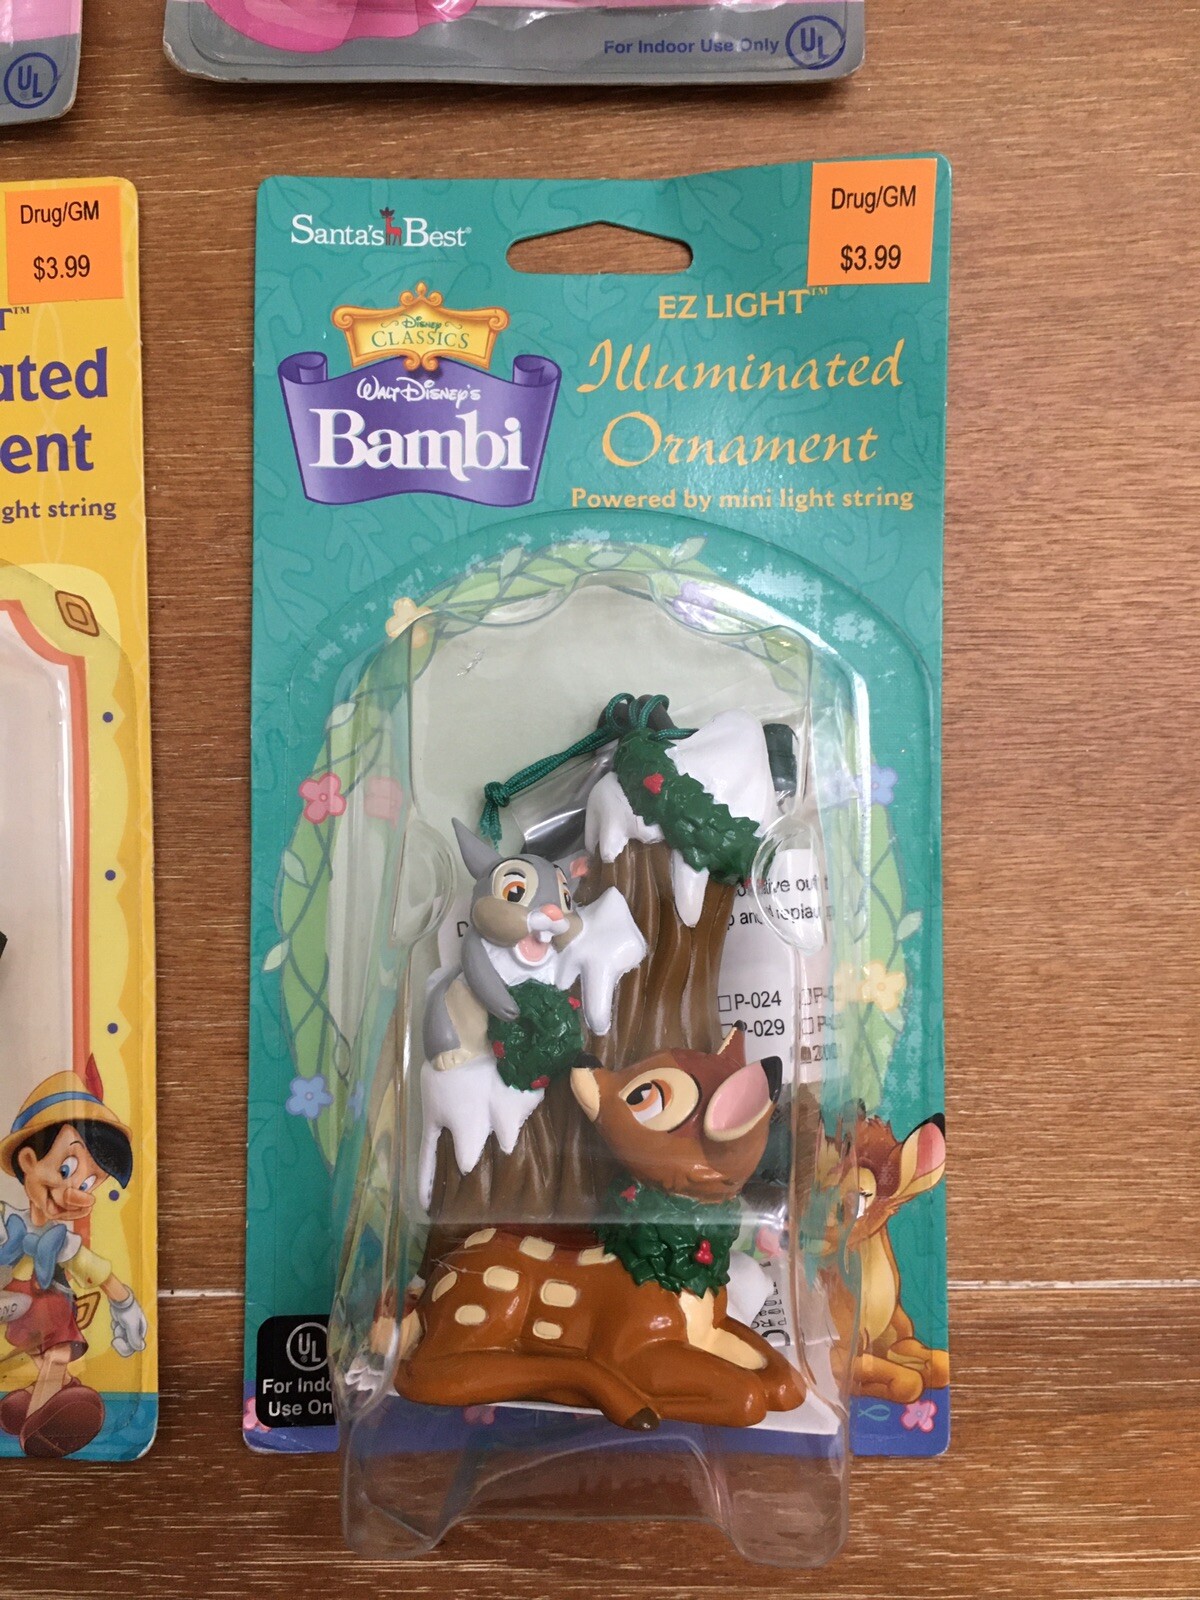 For Indoor Use Only UL
UL
Drug/GM
$3.99
ated
ent
ght string
Santa's Best®
Drug/GM
$3.99
Disney
CLASSICS
WALT DISNEY'S
Bambi
EZ LIGHT™
Illuminated
Ornament
Powered by mini light string
P-024
P-029
UL
For Indo
Use On